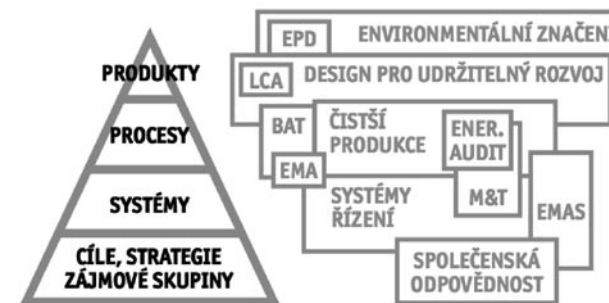 PRODUKTY
PROCESY
SYSTÉMY
CÍLE, STRATEGIE
ZÁJMOVÉ SKUPINY
EPD
ENVIRONMENTÁLNÍ ZNAČENÍ
LCA
DESIGN PRO UDRŽITELNÝ ROZVOJ
BAT
ČISTŠÍ
PRODUKCE
ENER.
AUDIT
EMA
SYSTÉMY
ŘÍZENÍ
M&T
EMAS
SPOLEČENSKÁ
ODPOVĚDNOST